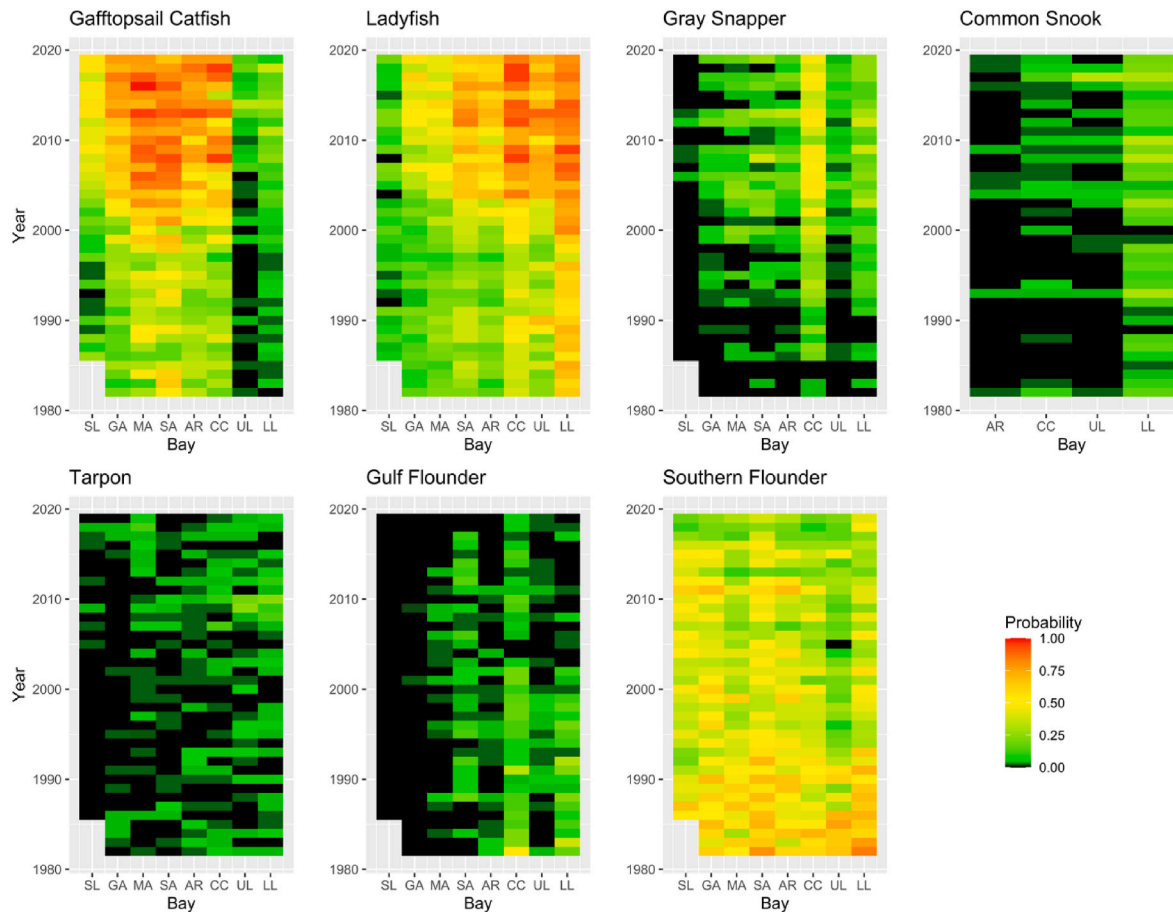 Gafftopsail Catfish
Ladyfish
Gray Snapper
Common Snook
2020
2010
2000
1990
1980
Year
SL GA MA SA AR CC UL LL
Bay
2020
2010
2000
1990
1980
SL GA MA SA AR CC UL LL
Bay
2020
2010
2000
1990
1980
SL GA MA SA AR CC UL LL
Bay
2020
2010
2000
1990
1980
AR CC UL LL
Bay
Tarpon
Gulf Flounder
Southern Flounder
2020
2010
2000
1990
1980
Year
SL GA MA SA AR CC UL LL
Bay
2020
2010
2000
1990
1980
SL GA MA SA AR CC UL LL
Bay
2020
2010
2000
1990
1980
SL GA MA SA AR CC UL LL
Bay
Probability
1.00
0.75
0.50
0.25
0.00